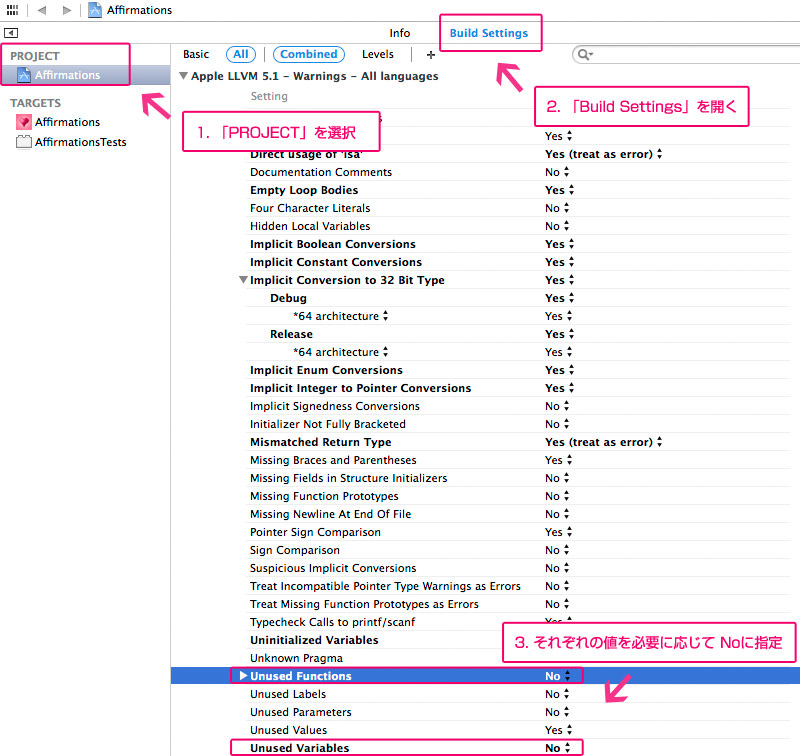 Affirmations
Info
Build Settings
PROJECT
Affirmations
TARGETS
Affirmations
AffirmationsTests
Basic All Combined Levels +
Apple LLVM 5.1 – Warnings – All languages
Setting
1. 「PROJECT」を選択
2. 「Build Settings」を開く
Yes
Direct usage of 'isa' Yes (treat as error)
Documentation Comments No
Empty Loop Bodies Yes
Four Character Literals No
Hidden Local Variables No
Implicit Boolean Conversions Yes
Implicit Constant Conversions Yes
Implicit Conversion to 32 Bit Type Yes
Debug Yes
*64 architecture Yes
Release Yes
*64 architecture Yes
Implicit Enum Conversions Yes
Implicit Integer to Pointer Conversions Yes
Implicit Signedness Conversions No
Initializer Not Fully Bracketed No
Mismatched Return Type Yes (treat as error)
Missing Braces and Parentheses Yes
Missing Fields in Structure Initializers No
Missing Function Prototypes No
Missing Newline At End Of File No
Pointer Sign Comparison Yes
Sign Comparison No
Suspicious Implicit Conversions No
Treat Incompatible Pointer Type Warnings as Errors No
Treat Missing Function Prototypes as Errors No
Typecheck Calls to printf/scanf Yes
Uninitialized Variables
3. それぞれの値を必要に応じて Noに指定
Unknown Pragma
Unused Functions No
Unused Labels No
Unused Parameters No
Unused Values Yes
Unused Variables No